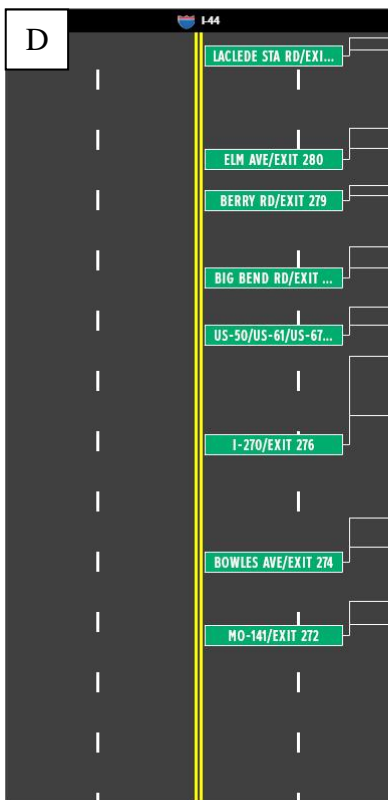 D
I-44
LACLEDE STA RD/EXI...
ELM AVE/EXIT 280
BERRY RD/EXIT 279
BIG BEND RD/EXIT ...
US-50/US-61/US-67...
I-270/EXIT 276
BOWLES AVE/EXIT 274
MO-141/EXIT 272